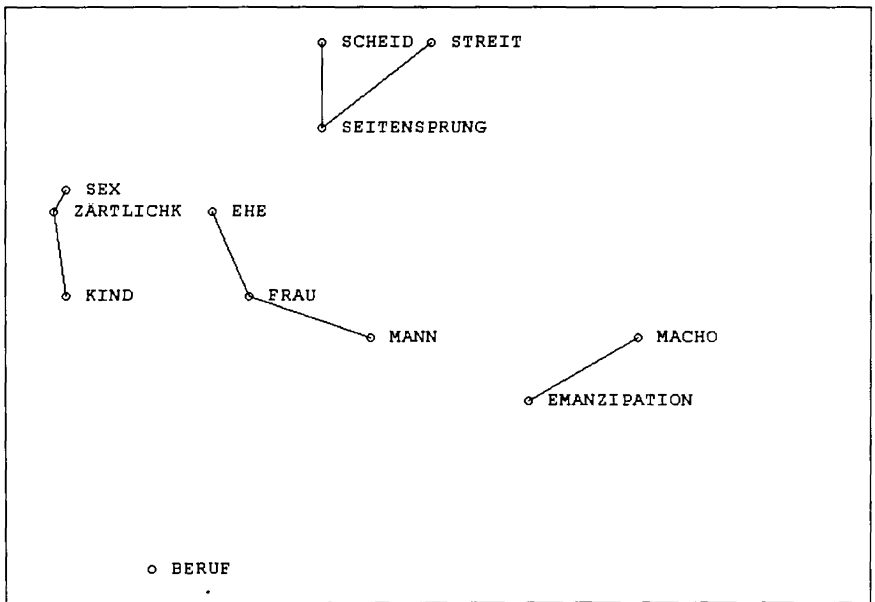 SCHEID STREIT
SEITENSPRUNG
SEX
ZÄRTLICHK EHE
KIND FRAU
MANN MACHO
EMANZIPATION
BERUF